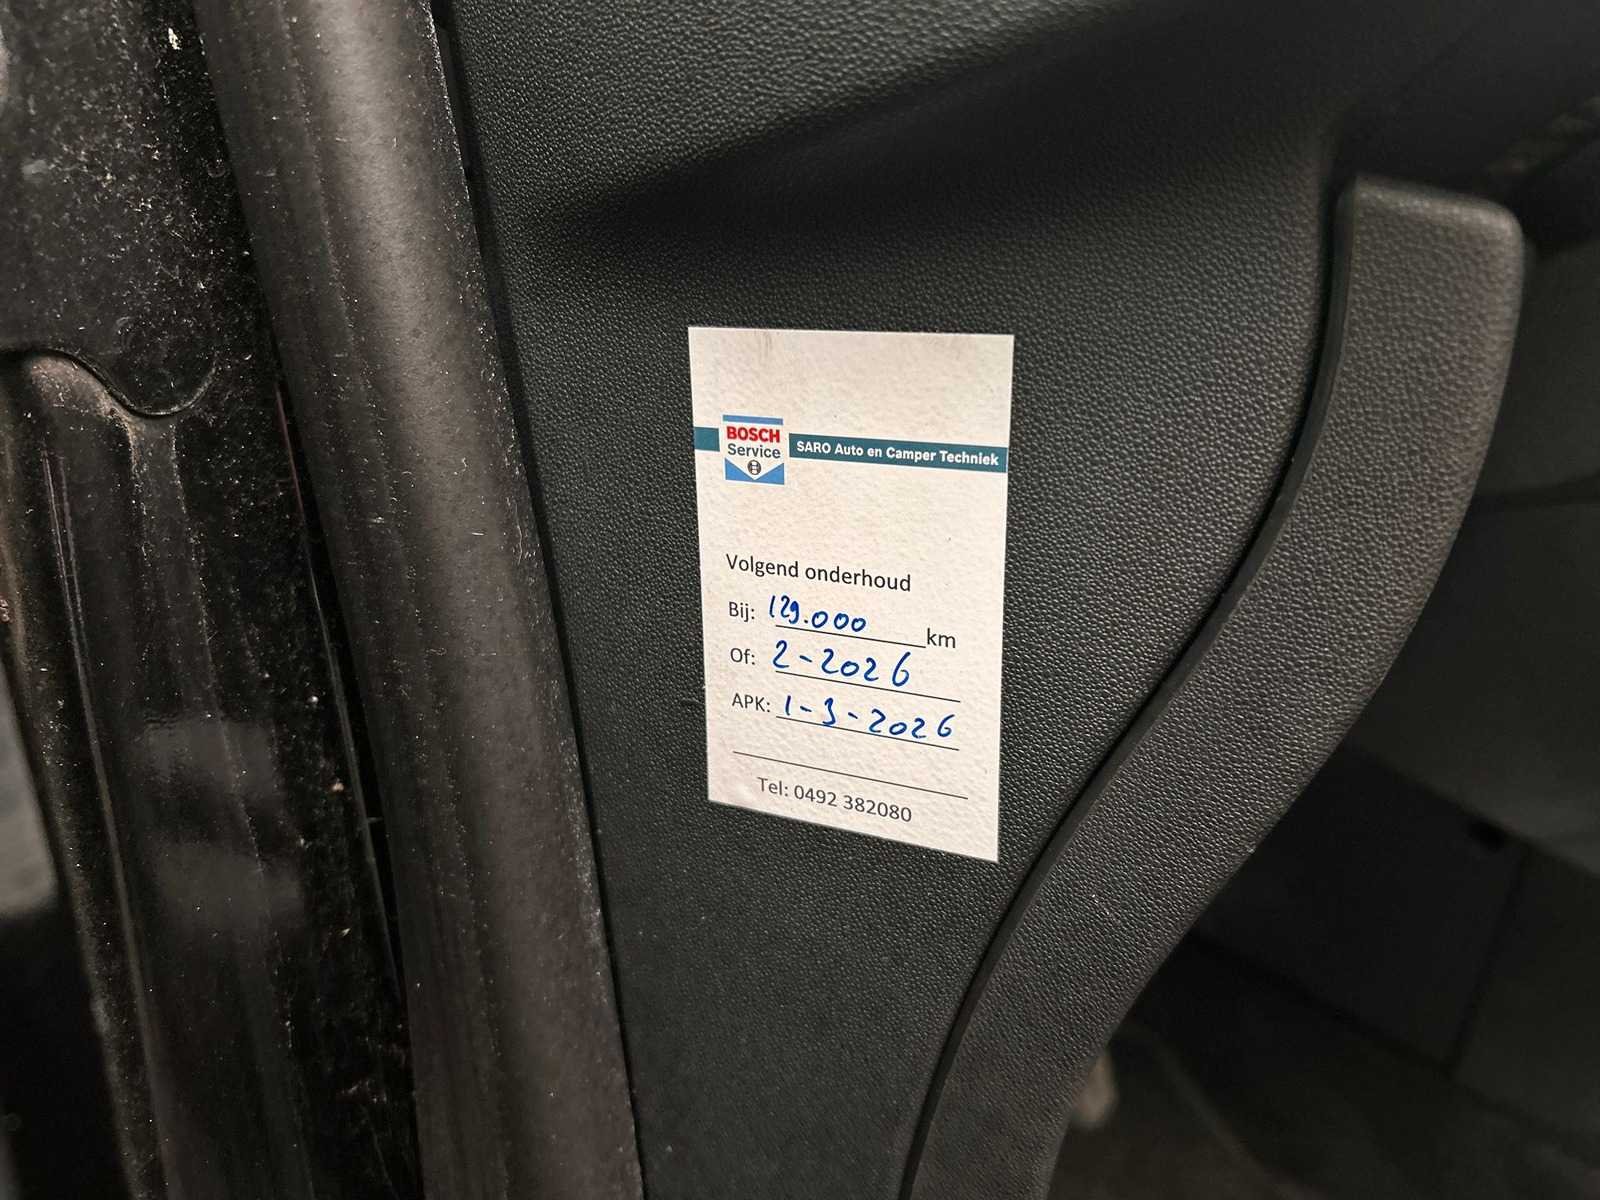 BOSCH
Service
SARO Auto en Camper Techniek
Volgend onderhoud
Bij: 129.000 km
Of: 2-2026
APK: 1-3-2026
Tel: 0492 382080